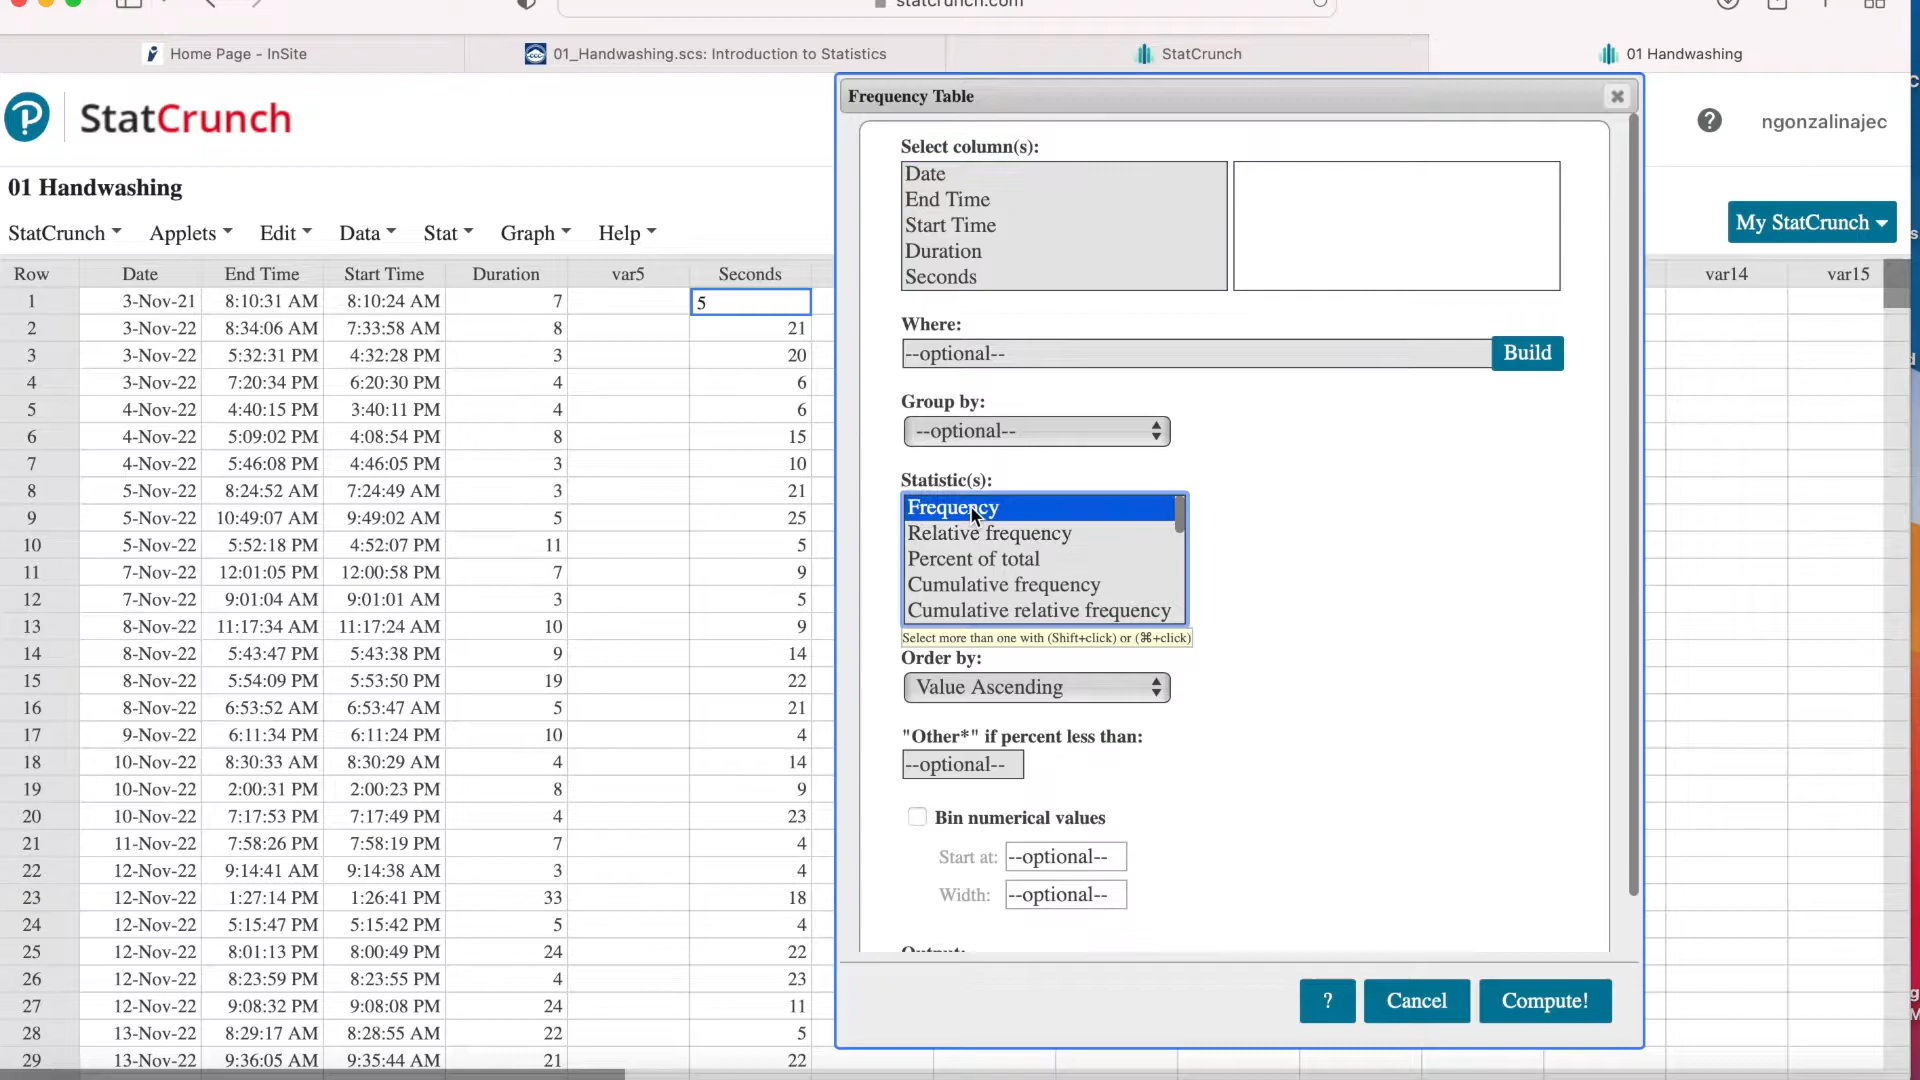 statcrunch.com
Home Page - InSite
01_Handwashing.scs: Introduction to Statistics
StatCrunch
01 Handwashing
P StatCrunch
? ngonzalinajec
01 Handwashing
StatCrunch Applets Edit Data Stat Graph Help
My StatCrunch
Row Date End Time Start Time Duration var5 Seconds var14 var15
1 3-Nov-21 8:10:31 AM 8:10:24 AM 7 5
2 3-Nov-22 8:34:06 AM 7:33:58 AM 8 21
3 3-Nov-22 5:32:31 PM 4:32:28 PM 3 20
4 3-Nov-22 7:20:34 PM 6:20:30 PM 4 6
5 4-Nov-22 4:40:15 PM 3:40:11 PM 4 6
6 4-Nov-22 5:09:02 PM 4:08:54 PM 8 15
7 4-Nov-22 5:46:08 PM 4:46:05 PM 3 10
8 5-Nov-22 8:24:52 AM 7:24:49 AM 3 21
9 5-Nov-22 10:49:07 AM 9:49:02 AM 5 25
10 5-Nov-22 5:52:18 PM 4:52:07 PM 11 5
11 7-Nov-22 12:01:05 PM 12:00:58 PM 7 9
12 7-Nov-22 9:01:04 AM 9:01:01 AM 3 5
13 8-Nov-22 11:17:34 AM 11:17:24 AM 10 9
14 8-Nov-22 5:43:47 PM 5:43:38 PM 9 14
15 8-Nov-22 5:54:09 PM 5:53:50 PM 19 22
16 8-Nov-22 6:53:52 AM 6:53:47 AM 5 21
17 9-Nov-22 6:11:34 PM 6:11:24 PM 10 4
18 10-Nov-22 8:30:33 AM 8:30:29 AM 4 14
19 10-Nov-22 2:00:31 PM 2:00:23 PM 8 9
20 10-Nov-22 7:17:53 PM 7:17:49 PM 4 23
21 11-Nov-22 7:58:26 PM 7:58:19 PM 7 4
22 12-Nov-22 9:14:41 AM 9:14:38 AM 3 4
23 12-Nov-22 1:27:14 PM 1:26:41 PM 33 18
24 12-Nov-22 5:15:47 PM 5:15:42 PM 5 4
25 12-Nov-22 8:01:13 PM 8:00:49 PM 24 22
26 12-Nov-22 8:23:59 PM 8:23:55 PM 4 23
27 12-Nov-22 9:08:32 PM 9:08:08 PM 24 11
28 13-Nov-22 8:29:17 AM 8:28:55 AM 22 5
29 13-Nov-22 9:36:05 AM 9:35:44 AM 21 22
Frequency Table
Select column(s):
Date
End Time
Start Time
Duration
Seconds
Where:
--optional--
Build
Group by:
--optional--
Statistic(s):
Frequency
Relative frequency
Percent of total
Cumulative frequency
Cumulative relative frequency
Select more than one with (Shift+click) or (⌘+click)
Order by:
Value Ascending
"Other*" if percent less than:
--optional--
Bin numerical values
Start at: --optional--
Width: --optional--
Output:
? Cancel Compute!